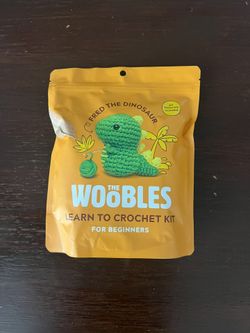 FRED THE DINOSAUR
THE
WOOBLES
LEARN TO CROCHET KIT
FOR BEGINNERS